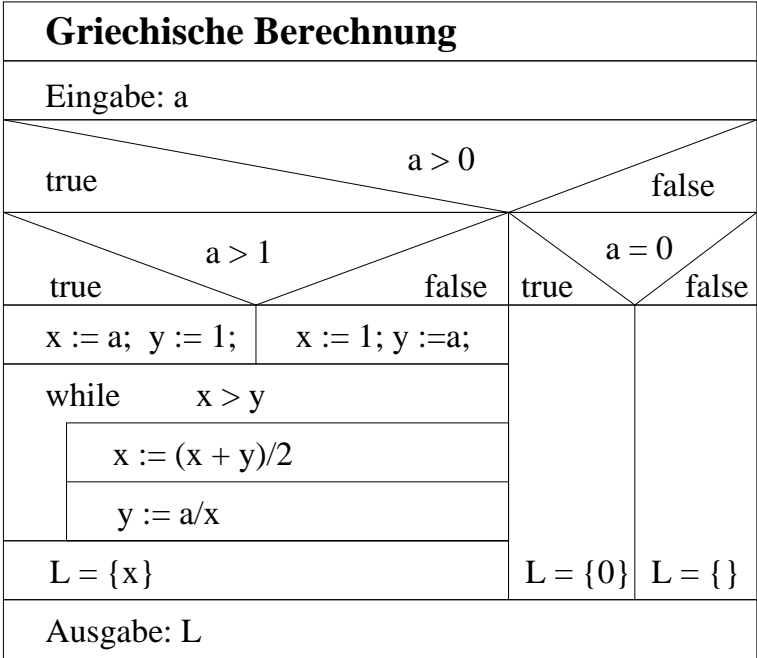 Griechische Berechnung
Eingabe: a
a > 0
true false
a > 1 a = 0
true false true false
x := a; y := 1; x := 1; y :=a;
while x > y
x := (x + y)/2
y := a/x
L = {x} L = {0} L = {}
Ausgabe: L